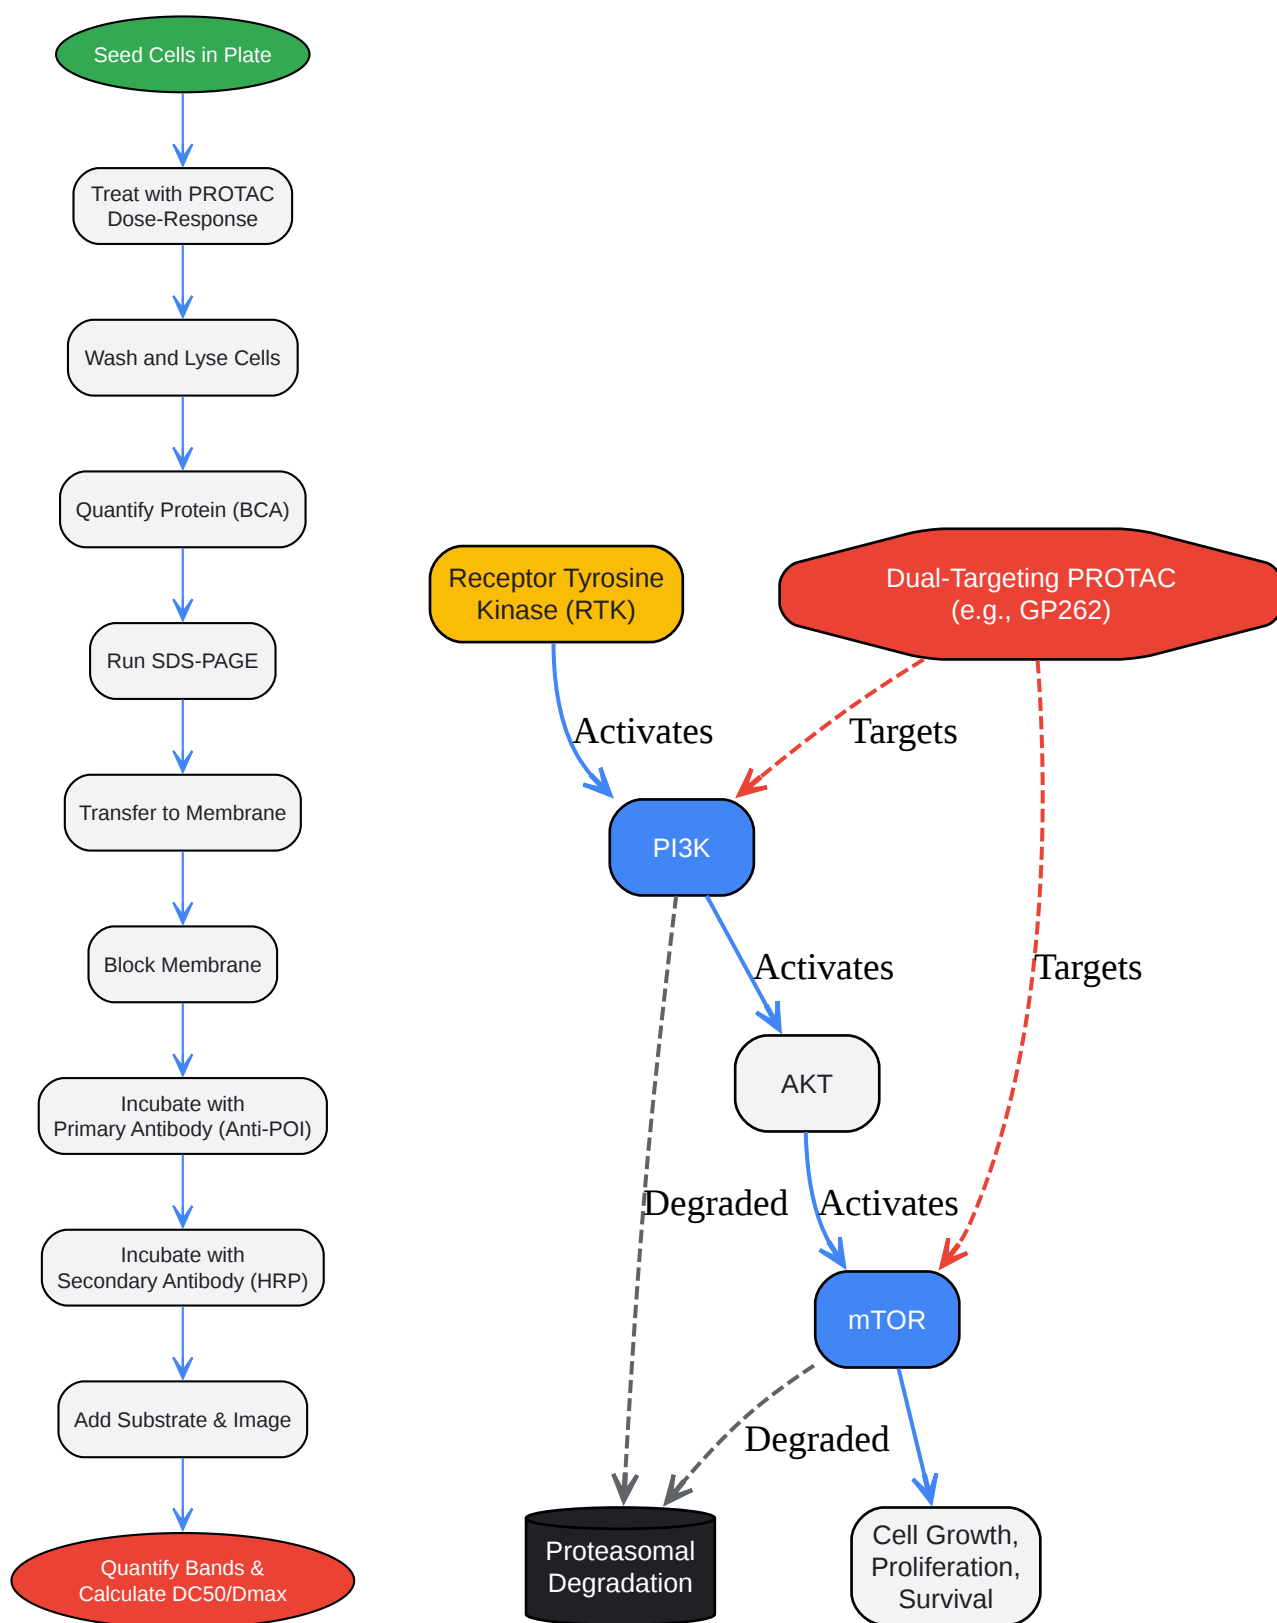 Seed Cells in Plate
Treat with PROTAC
Dose-Response
Wash and Lyse Cells
Quantify Protein (BCA)
Run SDS-PAGE
Transfer to Membrane
Block Membrane
Incubate with
Primary Antibody (Anti-POI)
Incubate with
Secondary Antibody (HRP)
Add Substrate & Image
Quantify Bands &
Calculate DC50/Dmax
Receptor Tyrosine
Kinase (RTK)
Dual-Targeting PROTAC
(e.g., GP262)
Activates
Targets
PI3K
Activates
Targets
AKT
Degraded
Activates
mTOR
Degraded
Proteasomal
Degradation
Cell Growth,
Proliferation,
Survival